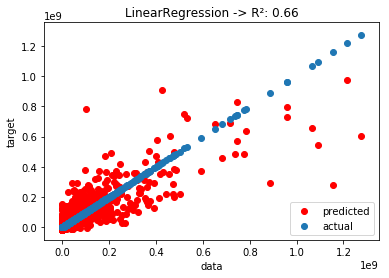 LinearRegression -> R²: 0.66
1e9
1.2
1.0
0.8
0.6
0.4
0.2
0.0
target
0.0 0.2 0.4 0.6 0.8 1.0 1.2
data
1e9
predicted
actual